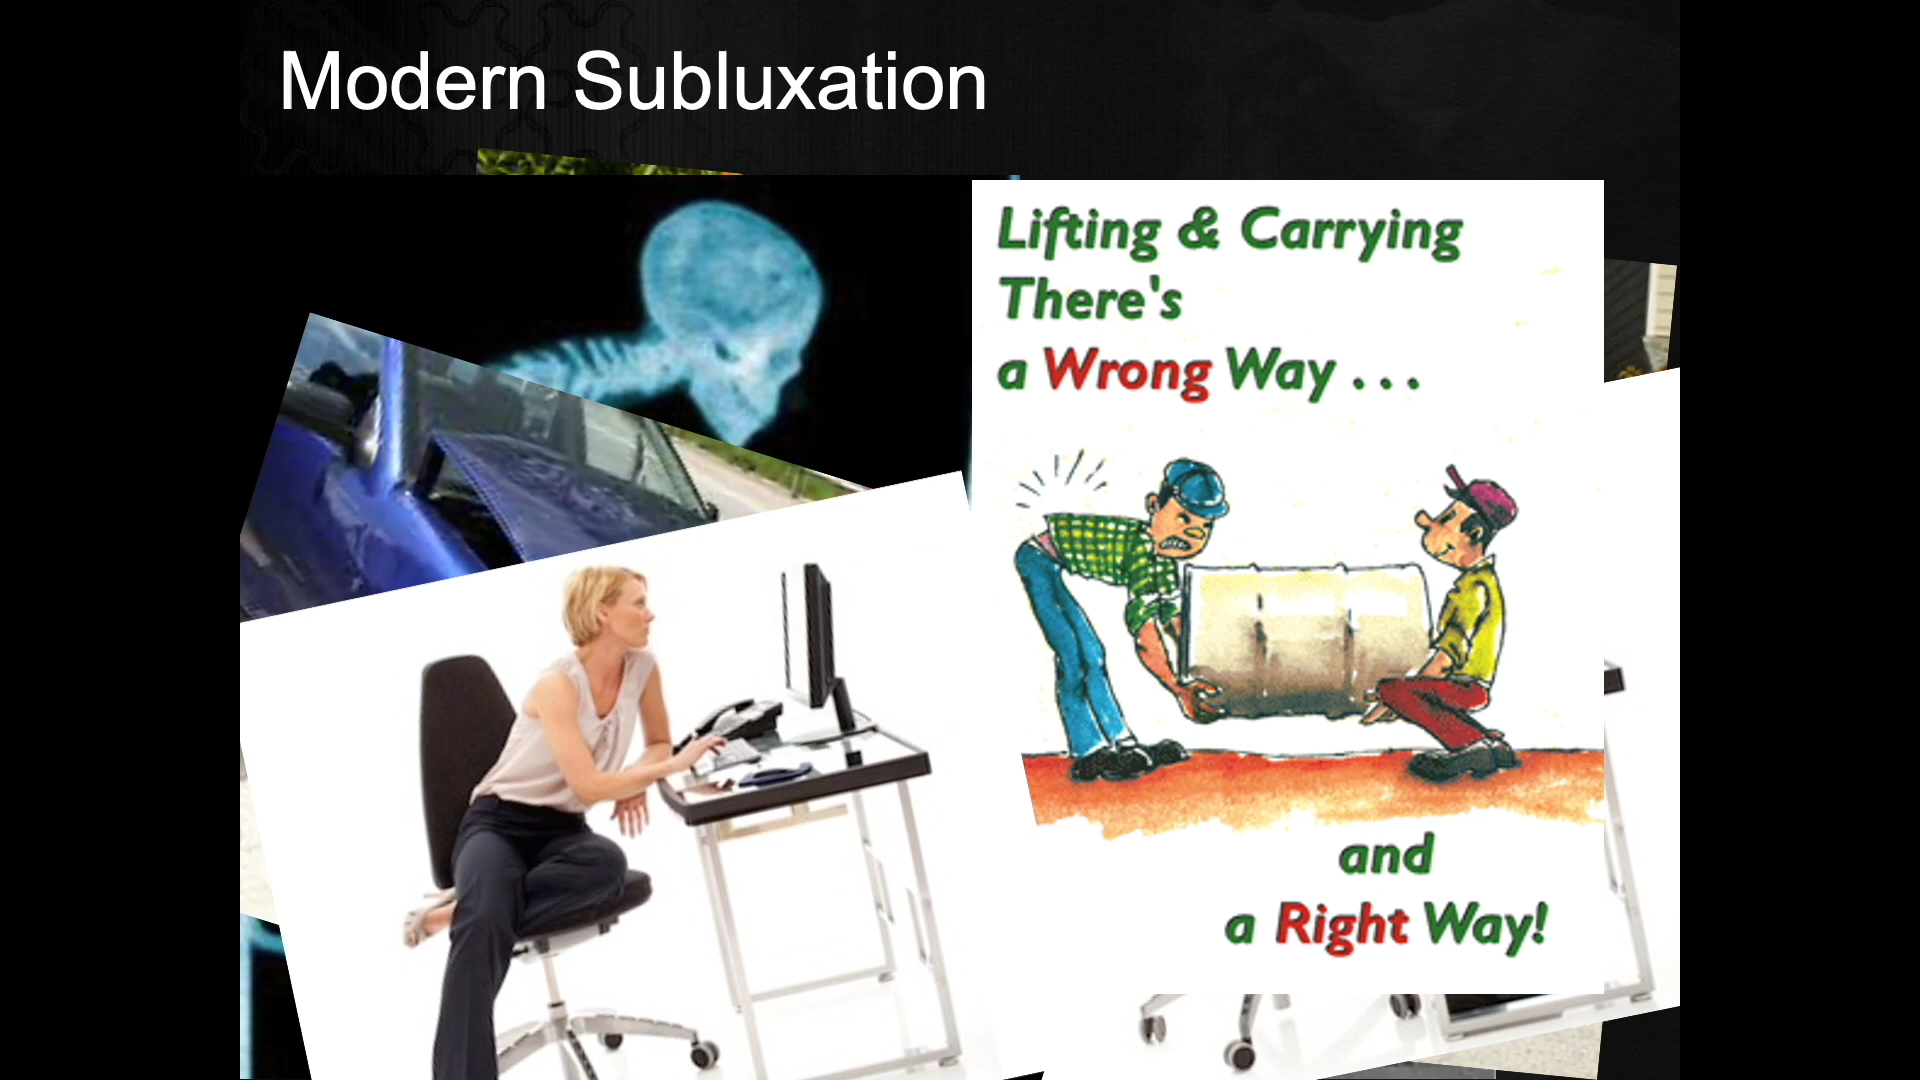 Modern Subluxation
Lifting & Carrying
There's
a Wrong Way . . .
and
a Right Way!